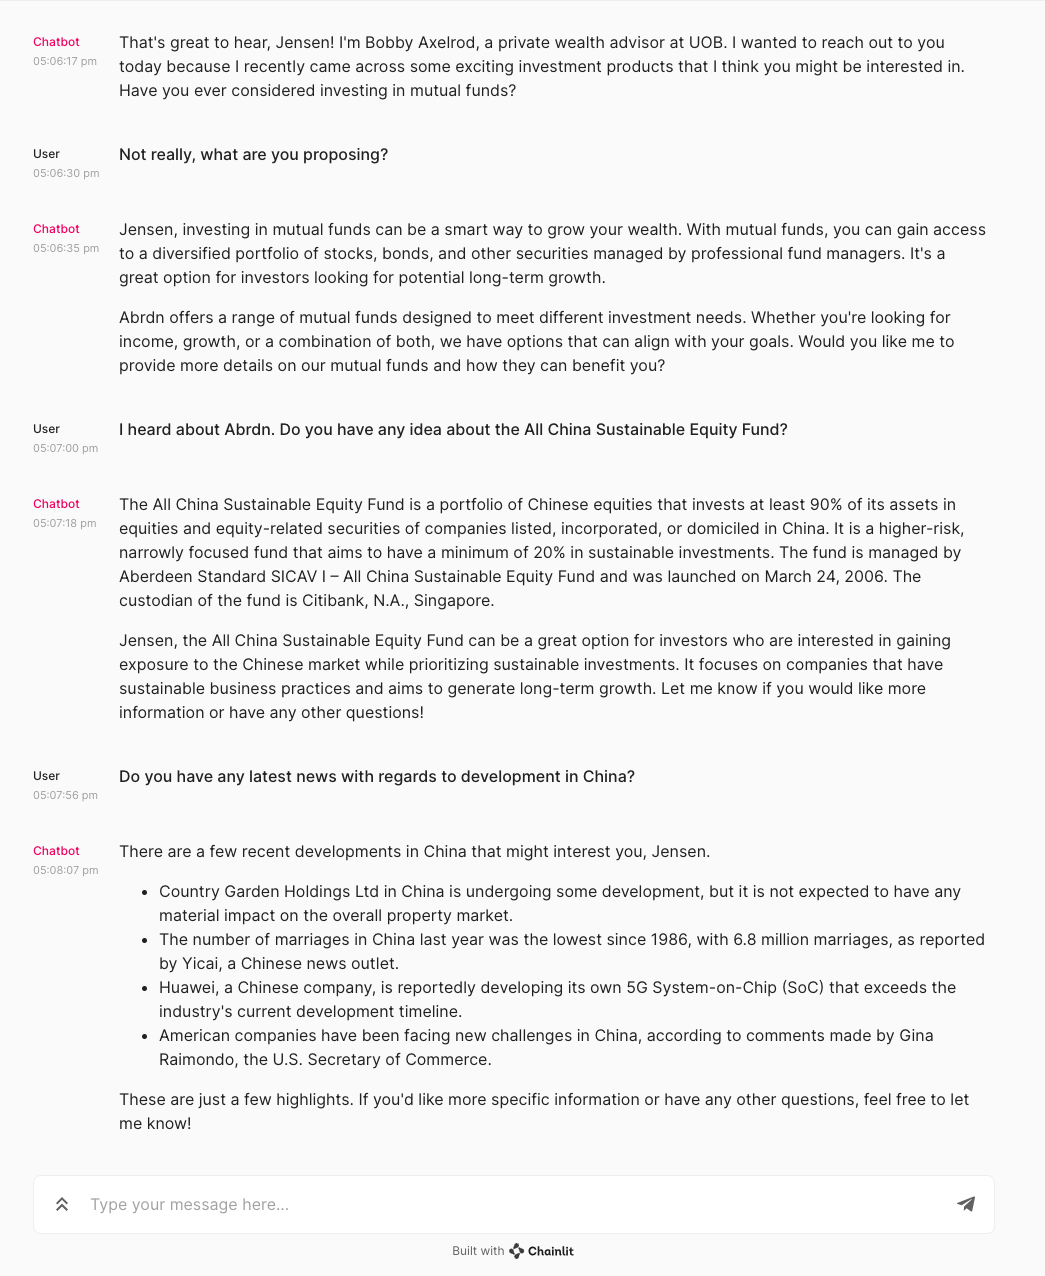 Chatbot
05:06:17 pm
That's great to hear, Jensen! I'm Bobby Axelrod, a private wealth advisor at UOB. I wanted to reach out to you
today because I recently came across some exciting investment products that I think you might be interested in.
Have you ever considered investing in mutual funds?
User
05:06:30 pm
Not really, what are you proposing?
Chatbot
05:06:35 pm
Jensen, investing in mutual funds can be a smart way to grow your wealth. With mutual funds, you can gain access
to a diversified portfolio of stocks, bonds, and other securities managed by professional fund managers. It's a
great option for investors looking for potential long-term growth.
Abrdn offers a range of mutual funds designed to meet different investment needs. Whether you're looking for
income, growth, or a combination of both, we have options that can align with your goals. Would you like me to
provide more details on our mutual funds and how they can benefit you?
User
05:07:00 pm
I heard about Abrdn. Do you have any idea about the All China Sustainable Equity Fund?
Chatbot
05:07:18 pm
The All China Sustainable Equity Fund is a portfolio of Chinese equities that invests at least 90% of its assets in
equities and equity-related securities of companies listed, incorporated, or domiciled in China. It is a higher-risk,
narrowly focused fund that aims to have a minimum of 20% in sustainable investments. The fund is managed by
Aberdeen Standard SICAV I – All China Sustainable Equity Fund and was launched on March 24, 2006. The
custodian of the fund is Citibank, N.A., Singapore.
Jensen, the All China Sustainable Equity Fund can be a great option for investors who are interested in gaining
exposure to the Chinese market while prioritizing sustainable investments. It focuses on companies that have
sustainable business practices and aims to generate long-term growth. Let me know if you would like more
information or have any other questions!
User
05:07:56 pm
Do you have any latest news with regards to development in China?
Chatbot
05:08:07 pm
There are a few recent developments in China that might interest you, Jensen.
• Country Garden Holdings Ltd in China is undergoing some development, but it is not expected to have any
material impact on the overall property market.
• The number of marriages in China last year was the lowest since 1986, with 6.8 million marriages, as reported
by Yicai, a Chinese news outlet.
• Huawei, a Chinese company, is reportedly developing its own 5G System-on-Chip (SoC) that exceeds the
industry's current development timeline.
• American companies have been facing new challenges in China, according to comments made by Gina
Raimondo, the U.S. Secretary of Commerce.
These are just a few highlights. If you'd like more specific information or have any other questions, feel free to let
me know!
Type your message here...
Built with Chainlit